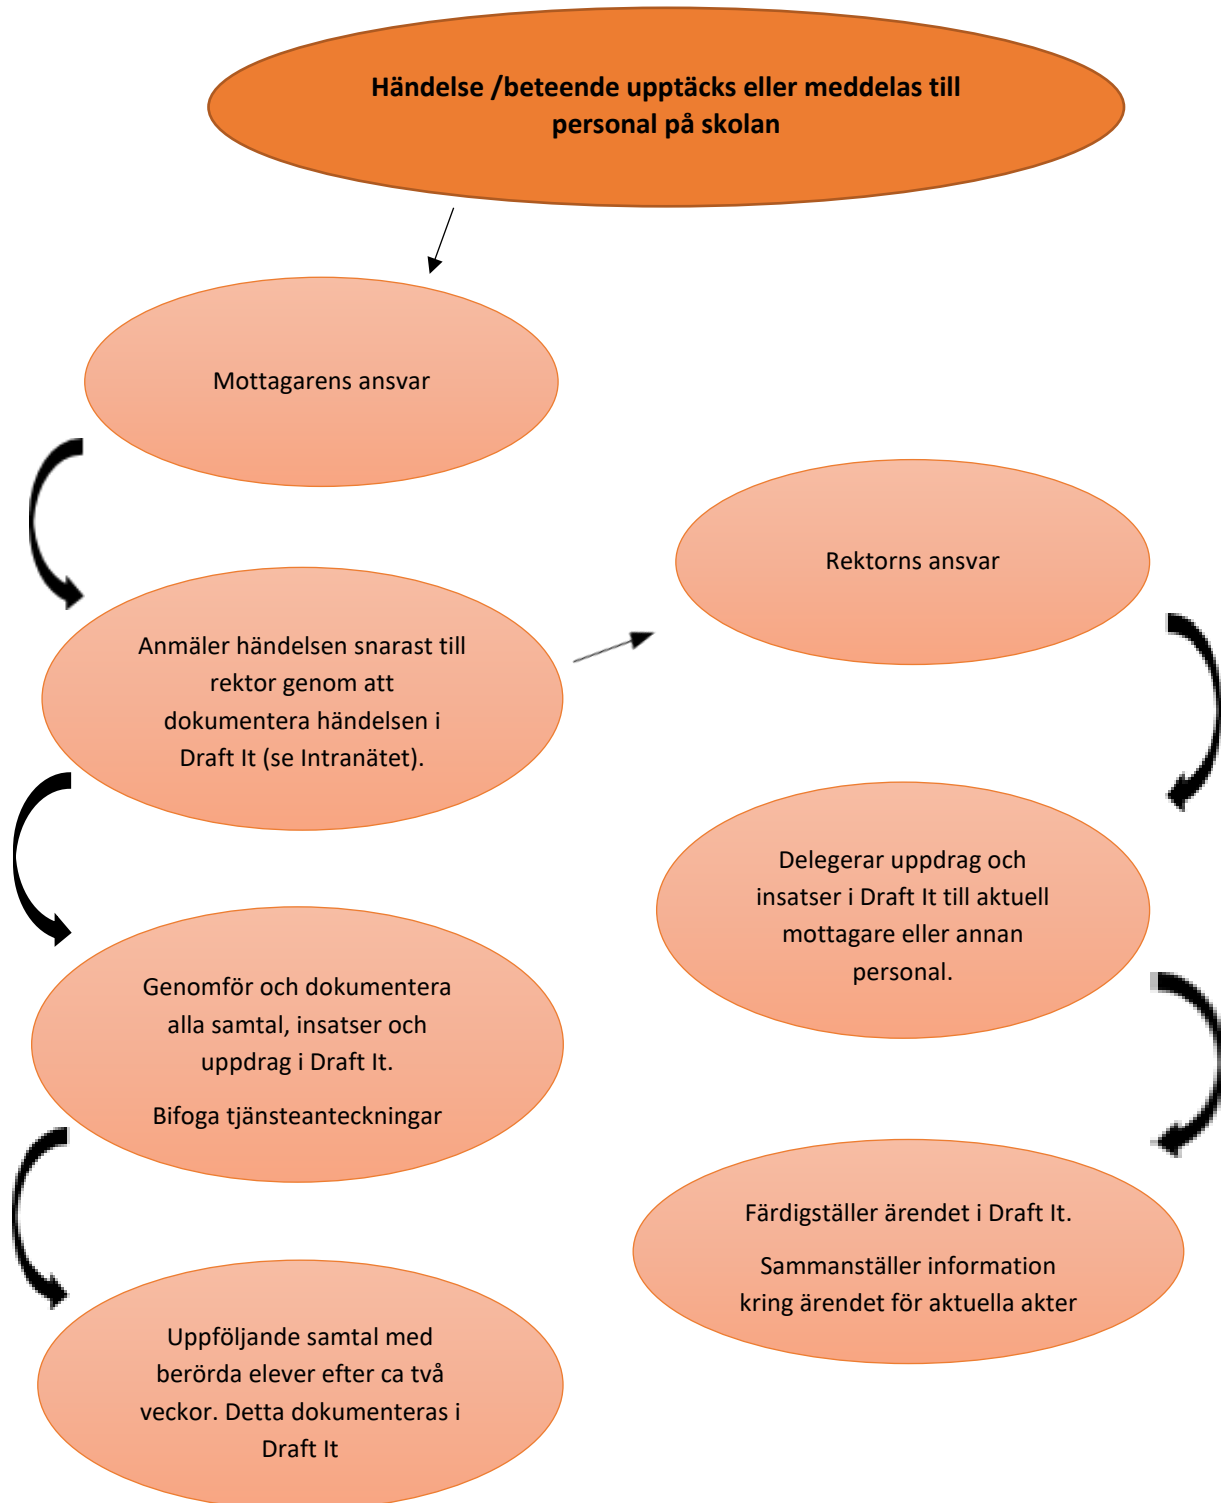 Händelse /beteende upptäcks eller meddelas till
personal på skolan
Mottagarens ansvar
Anmäler händelsen snarast till
rektor genom att
dokumentera händelsen i
Draft It (se Intranätet).
Genomför och dokumentera
alla samtal, insatser och
uppdrag i Draft It.
Bifoga tjänsteanteckningar
Uppföljande samtal med
berörda elever efter ca två
veckor. Detta dokumenteras i
Draft It
Rektorns ansvar
Delegerar uppdrag och
insatser i Draft It till aktuell
mottagare eller annan
personal.
Färdigställer ärendet i Draft It.
Sammanställer information
kring ärendet för aktuella akter